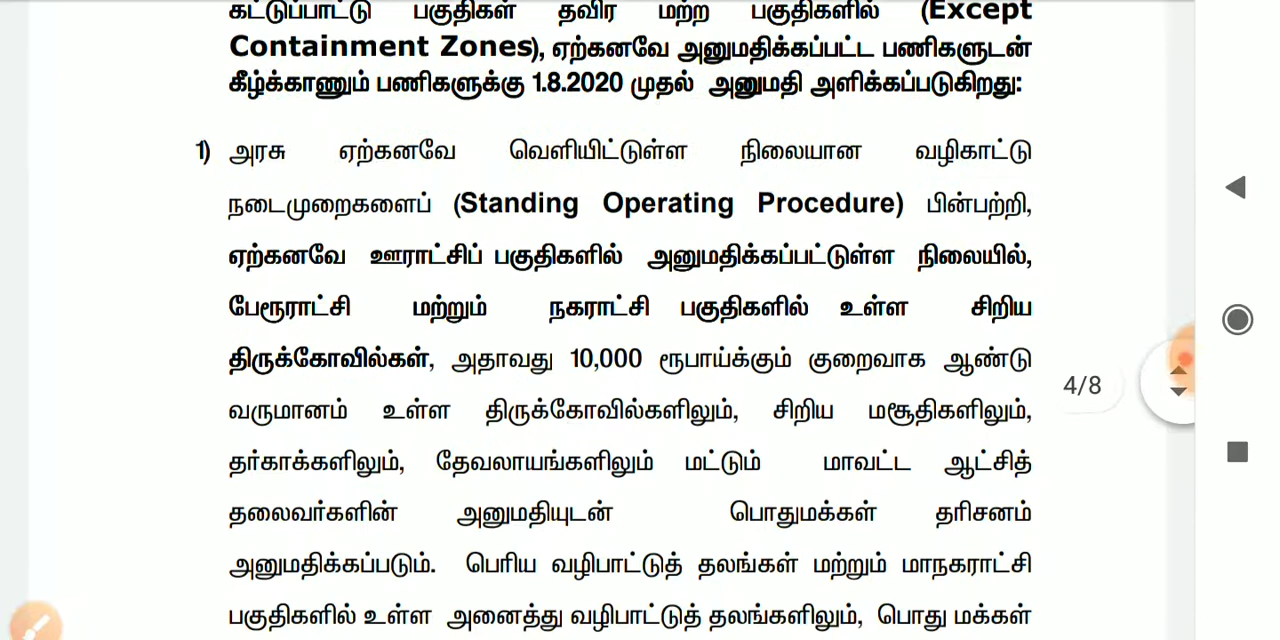 கட்டுப்பாட்டு பகுதிகள் தவிர மற்ற பகுதிகளில் (Except
Containment Zones), ஏற்கனவே அனுமதிக்கப்பட்ட பணிகளுடன்
கீழ்க்காணும் பணிகளுக்கு 1.8.2020 முதல் அனுமதி அளிக்கப்படுகிறது:
1) அரசு ஏற்கனவே வெளியிட்டுள்ள நிலையான வழிகாட்டு
நடைமுறைகளைப் (Standing Operating Procedure) பின்பற்றி,
ஏற்கனவே ஊராட்சிப் பகுதிகளில் அனுமதிக்கப்பட்டுள்ள நிலையில்,
பேரூராட்சி மற்றும் நகராட்சி பகுதிகளில் உள்ள சிறிய
திருக்கோவில்கள், அதாவது 10,000 ரூபாய்க்கும் குறைவாக ஆண்டு
வருமானம் உள்ள திருக்கோவில்களிலும், சிறிய மசூதிகளிலும்,
தர்காக்களிலும், தேவலாயங்களிலும் மட்டும் மாவட்ட ஆட்சித்
தலைவர்களின் அனுமதியுடன் பொதுமக்கள் தரிசனம்
அனுமதிக்கப்படும். பெரிய வழிபாட்டுத் தலங்கள் மற்றும் மாநகராட்சி
பகுதிகளில் உள்ள அனைத்து வழிபாட்டுத் தலங்களிலும், பொது மக்கள்
4/8